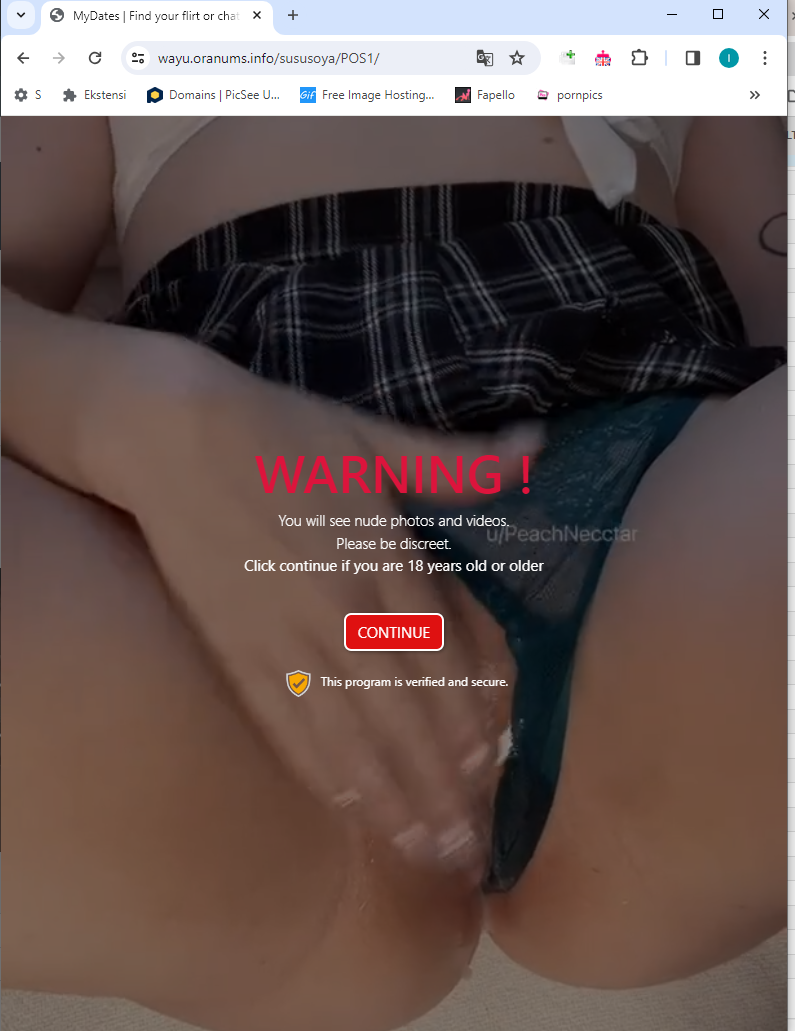 MyDates | Find your flirt or chat
wayu.oranums.info/sususoya/POS1/
S
Ekstensi
Domains | PicSee U...
Gif
Free Image Hosting...
Fapello
pornpics
WARNING !
You will see nude photos and videos.
u/PeachNecctar
Please be discreet.
Click continue if you are 18 years old or older
CONTINUE
This program is verified and secure.